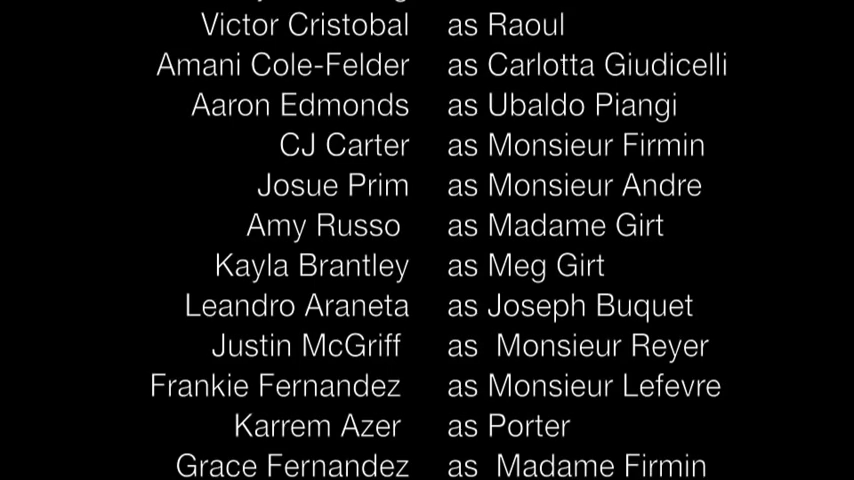 Victor Cristobal as Raoul
Amani Cole-Felder as Carlotta Giudicelli
Aaron Edmonds as Ubaldo Piangi
CJ Carter as Monsieur Firmin
Josue Prim as Monsieur Andre
Amy Russo as Madame Girt
Kayla Brantley as Meg Girt
Leandro Araneta as Joseph Buquet
Justin McGriff as Monsieur Reyer
Frankie Fernandez as Monsieur Lefevre
Karrem Azer as Porter
Grace Fernandez as Madame Firmin